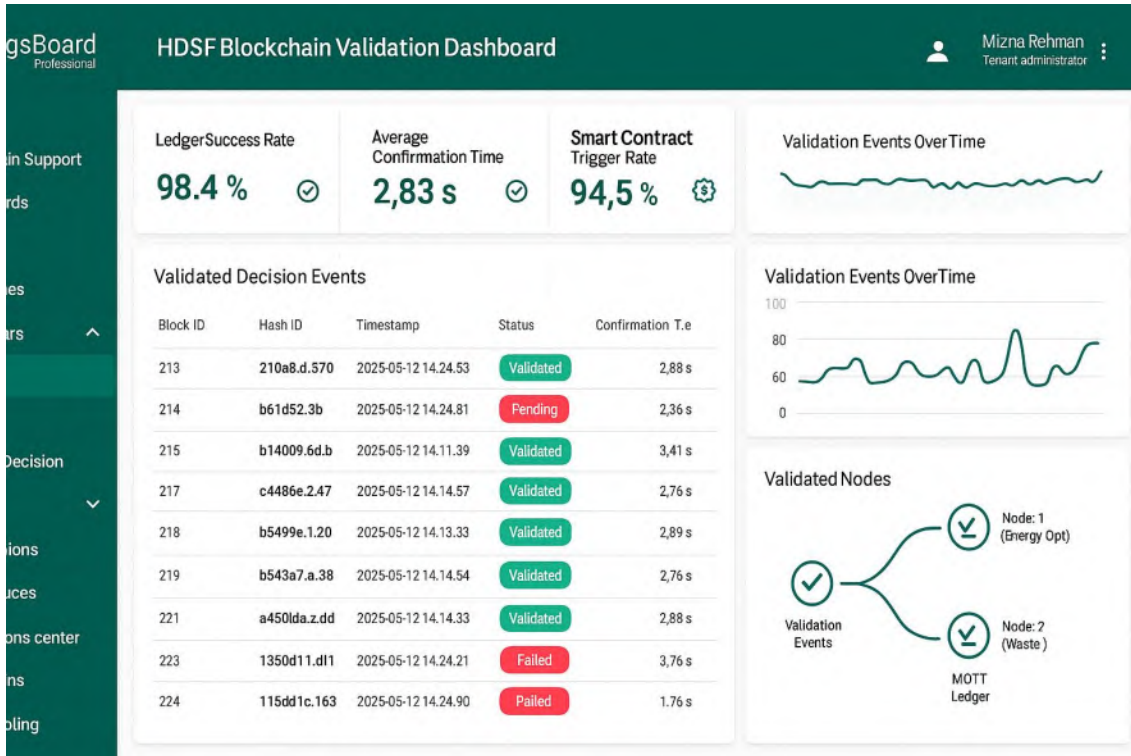 gsBoard
Professional
HDSF Blockchain Validation Dashboard
Mizna Rehman
Tenant administrator
in Support
rds
es
rs
Decision
ions
uces
ons center
ns
oling
LedgerSuccess Rate
98.4 %
Average
Confirmation Time
2,83 s
Smart Contract
Trigger Rate
94,5 %
Validation Events OverTime
Validated Decision Events
Block ID Hash ID Timestamp Status Confirmation T.e
213 210a8.d.570 2025-05-12 14.24.53 Validated 2,88 s
214 b61d52.3b 2025-05-12 14.24.81 Pending 2,36 s
215 b14009.6d.b 2025-05-12 14.11.39 Validated 3,41 s
217 c4486e.2.47 2025-05-12 14.14.57 Validated 2,76 s
218 b5499e.1.20 2025-05-12 14.13.33 Validated 2,89 s
219 b543a7.a.38 2025-05-12 14.14.54 Validated 2,76 s
221 a450lda.z.dd 2025-05-12 14.14.33 Validated 2,88 s
223 1350d11.dl1 2025-05-12 14.24.21 Failed 3,76 s
224 115dd1c.163 2025-05-12 14.24.90 Pailed 1.76 s
Validation Events OverTime
100
80
60
0
Validated Nodes
Node: 1
(Energy Opt)
Validation
Events
Node: 2
(Waste )
MOTT
Ledger